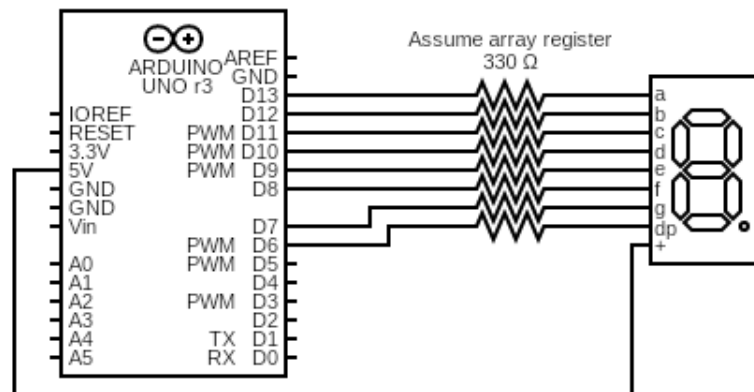 Assume array register
330 Ω
ARDUINO
UNO r3
AREF
GND
D13
IOREF D12
RESET PWM D11
3.3V PWM D10
5V PWM D9
GND D8
GND
Vin D7
PWM D6
A0 PWM D5
A1 D4
A2 PWM D3
A3 D2
A4 TX D1
A5 RX D0
a
b
c
d
e
f
g
dp
+